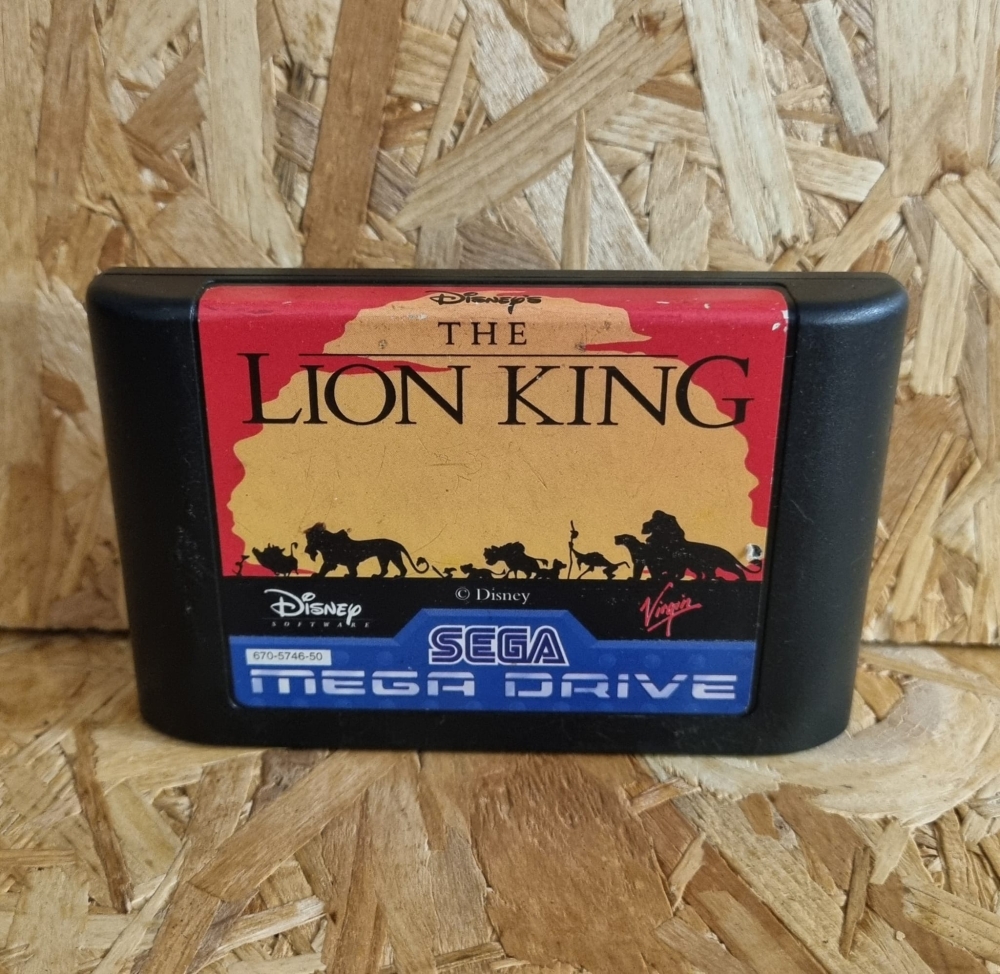 Disney's
THE
LION KING
© Disney
Disney
SOFTWARE
Virgin
SEGA
670-5746-50
MEGA DRIVE